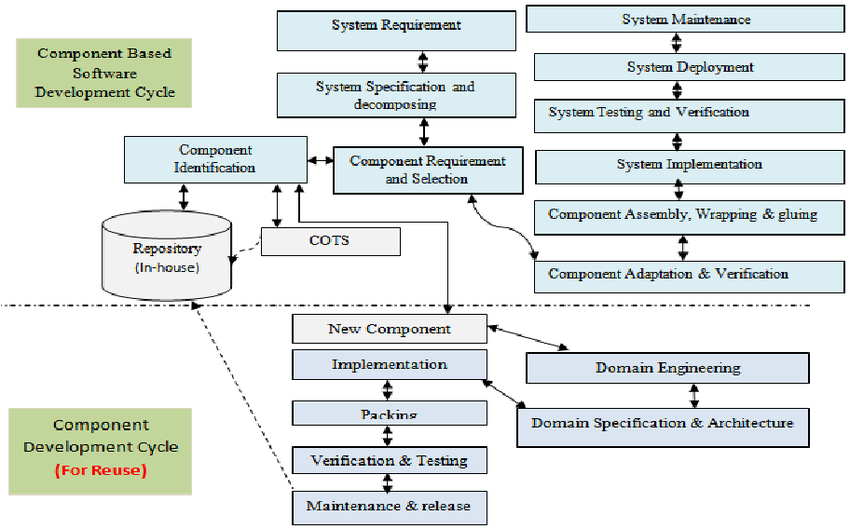 Component Based
Software
Development Cycle
System Requirement
System Specification and
decomposing
Component
Identification
Component Requirement
and Selection
Repository
(In-house)
COTS
System Maintenance
System Deployment
System Testing and Verification
System Implementation
Component Assembly, Wrapping & gluing
Component Adaptation & Verification
Component
Development Cycle
(For Reuse)
New Component
Implementation
Packing
Verification & Testing
Maintenance & release
Domain Engineering
Domain Specification & Architecture